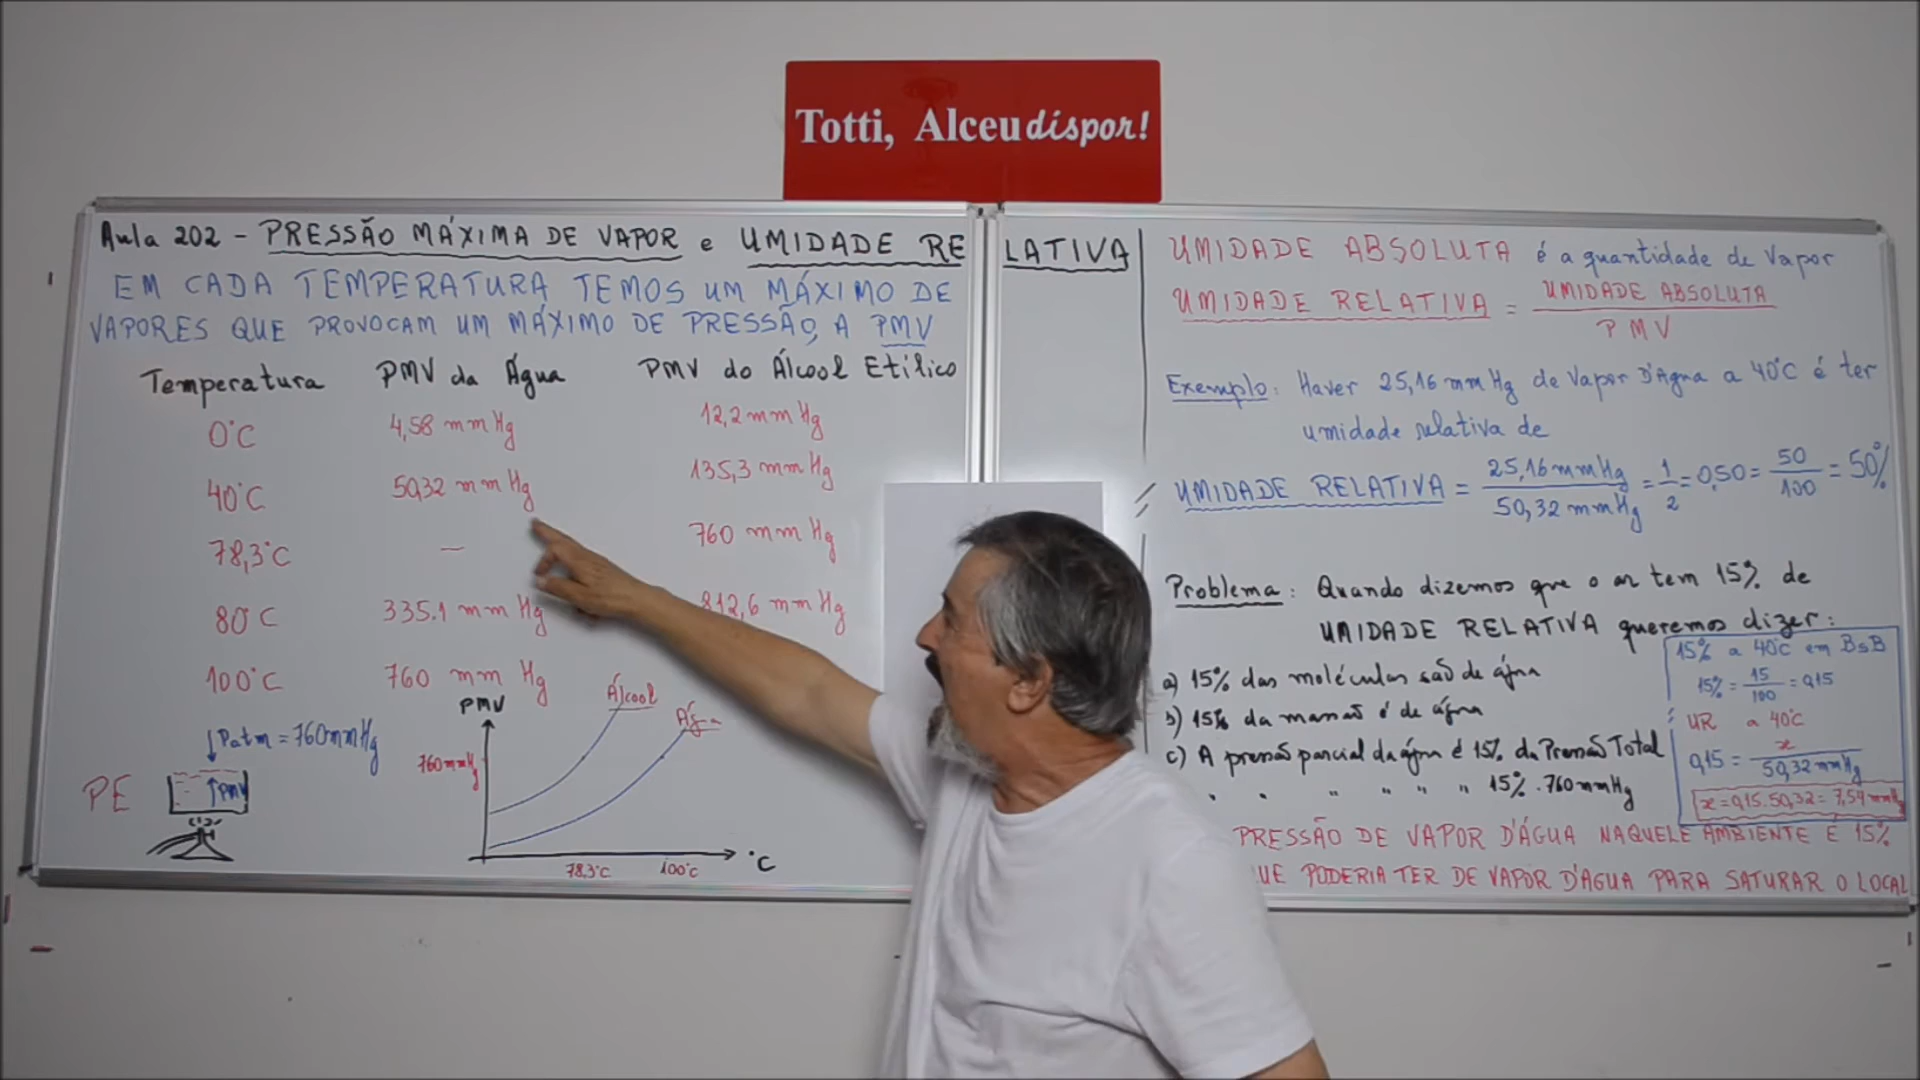 Totti, Alceu dispor!
Aula 202 - PRESSÃO MÁXIMA DE VAPOR e UMIDADE RELATIVA
EM CADA TEMPERATURA TEMOS UM MÁXIMO DE
VAPORES QUE PROVOCAM UM MÁXIMO DE PRESSÃO, A PMV
Temperatura PMV da Água PMV do Álcool Etílico
0°C 4,58 mm Hg 12,2 mm Hg
40°C 50,32 mm Hg 135,3 mm Hg
78,3°C — 760 mm Hg
80°C 335.1 mm Hg 812,6 mm Hg
100°C 760 mm Hg
PE
↓Patm = 760mmHg
↑PMV
PMV
760mmHg
Álcool
Água
78,3°C 100°C °C
UMIDADE ABSOLUTA é a quantidade de vapor
UMIDADE RELATIVA = UMIDADE ABSOLUTA / PMV
Exemplo: Haver 25,16 mm Hg de vapor D'Água a 40°C é ter
umidade relativa de
UMIDADE RELATIVA = 25,16 mm Hg / 50,32 mm Hg = 1/2 = 0,50 = 50/100 = 50%
Problema: Quando dizemos que o ar tem 15% de
UMIDADE RELATIVA queremos dizer:
a) 15% das moléculas são de água
b) 15% da massa é de água
c) A pressão parcial da água é 15% da Pressão Total
" " " " " " 15% . 760 mmHg
15% a 40°C em BSB
15% = 15/100 = 0,15
UR a 40°C
0,15 = x / 50,32 mmHg
x = 0,15.50,32 = 7,54 mmHg
PRESSÃO DE VAPOR D'ÁGUA NAQUELE AMBIENTE É 15%
UE PODERIA TER DE VAPOR D'ÁGUA PARA SATURAR O LOCAL